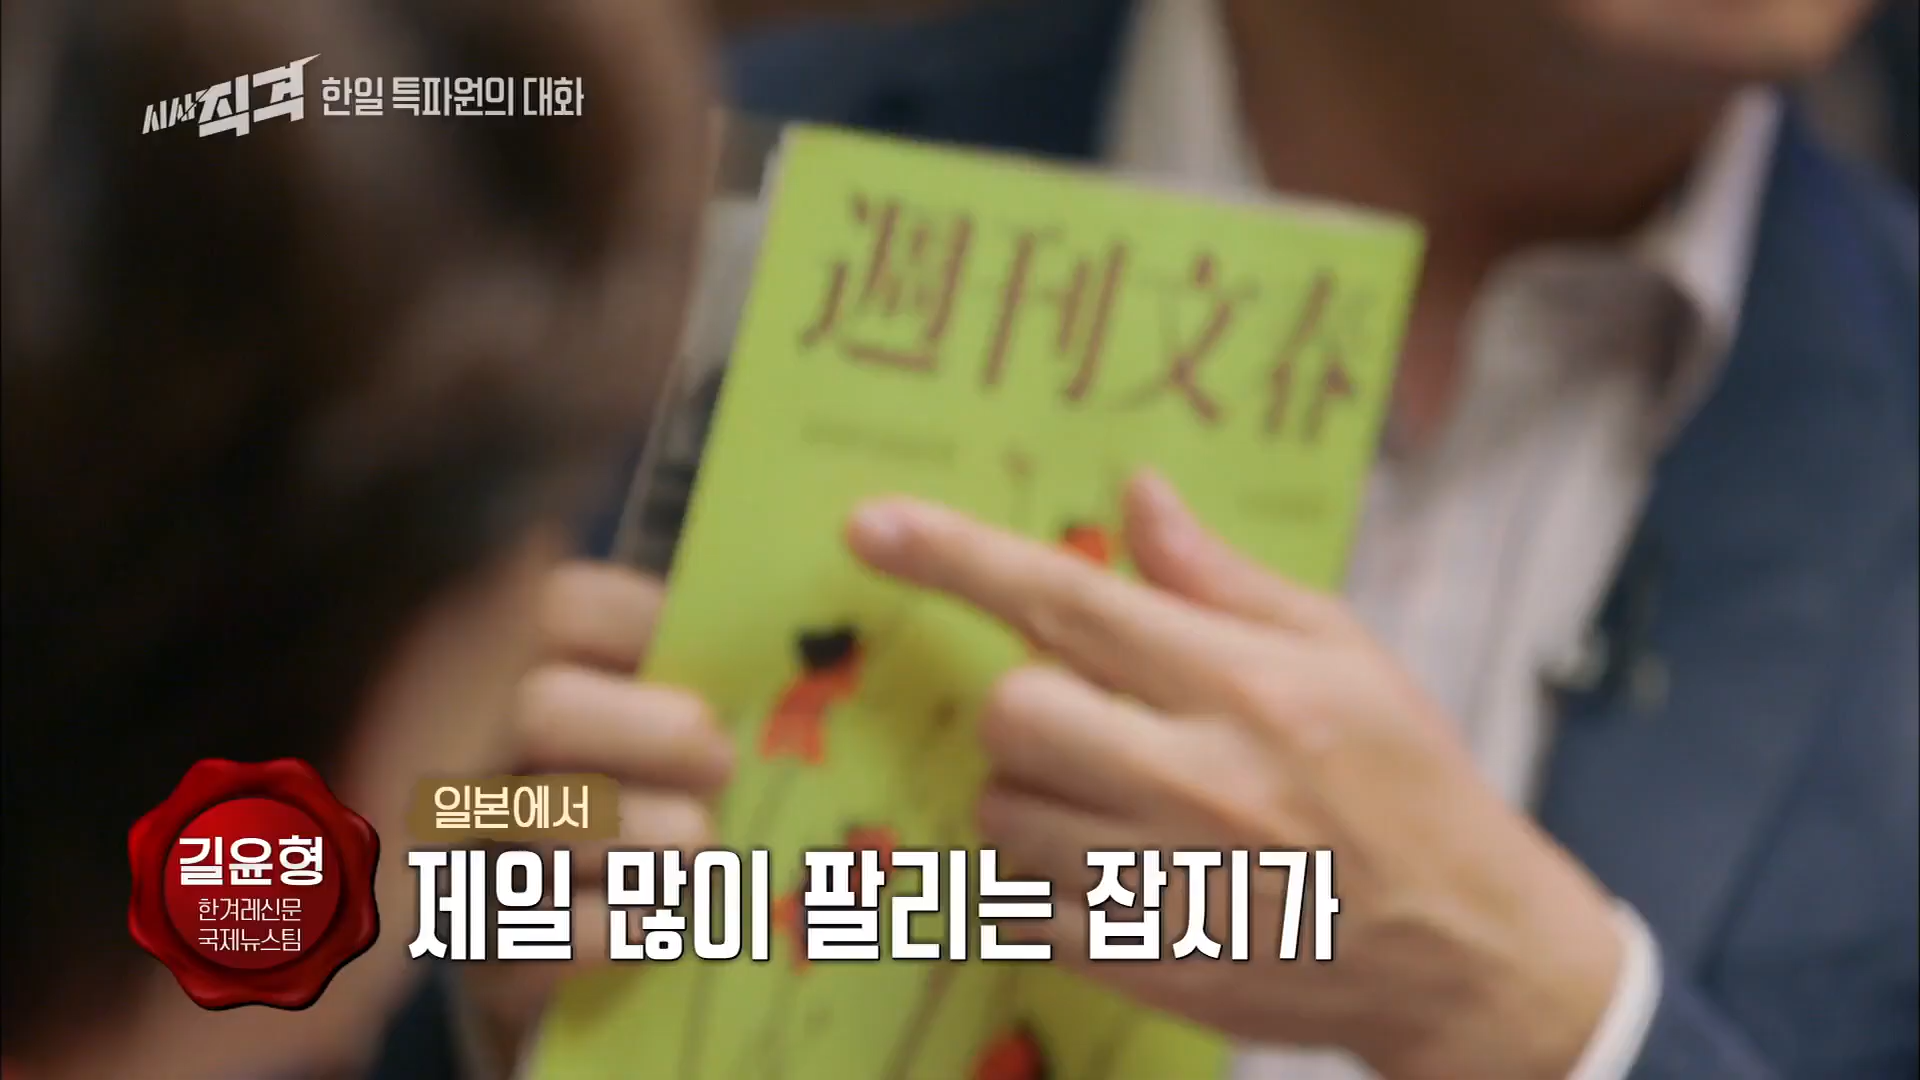 시사직격 한일 특파원의 대화
週刊文春
길윤형
한겨레신문
국제뉴스팀
일본에서
제일 많이 팔리는 잡지가